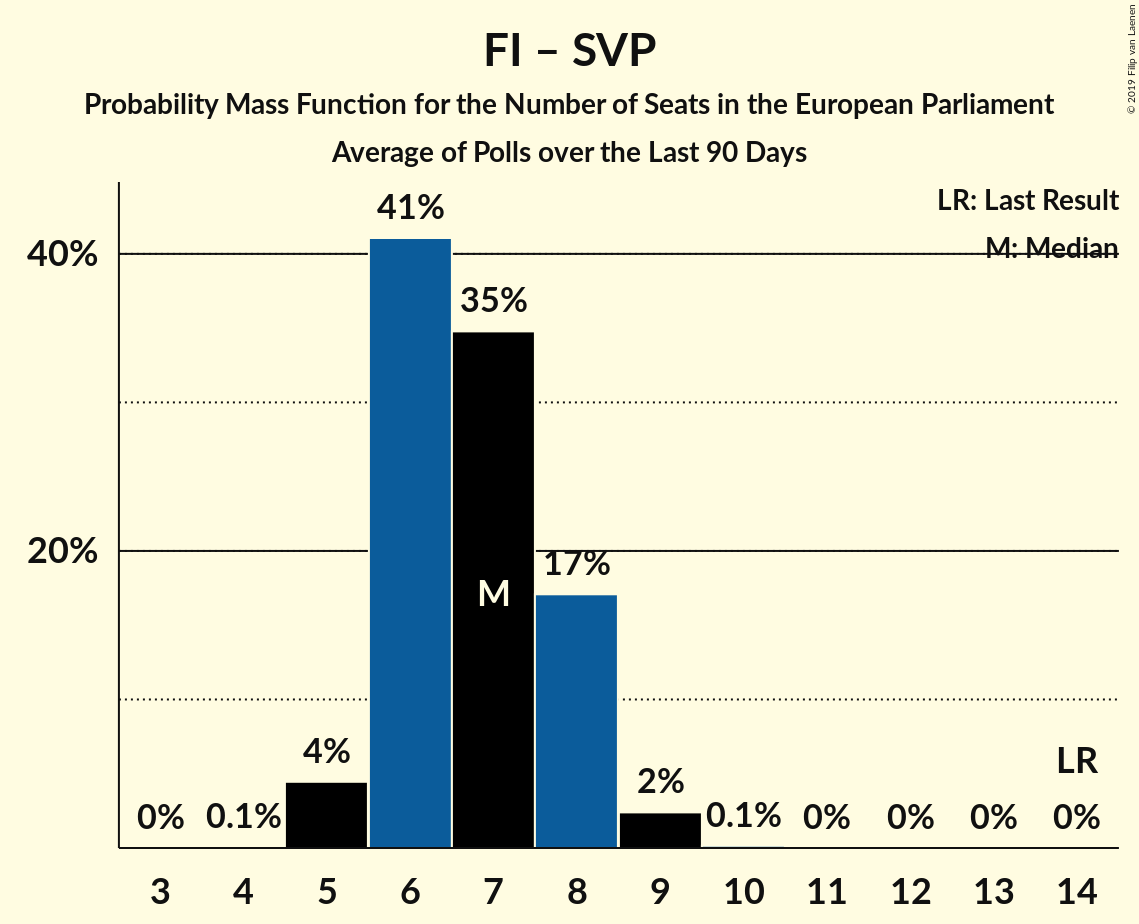 FI – SVP
Probability Mass Function for the Number of Seats in the European Parliament
Average of Polls over the Last 90 Days
© 2019 Filip van Laenen
LR: Last Result
M: Median
41%
40%
35%
20%
17%
M
4%
2%
LR
0%
0.1%
0.1%
0%
0%
0%
0%
3 4 5 6 7 8 9 10 11 12 13 14